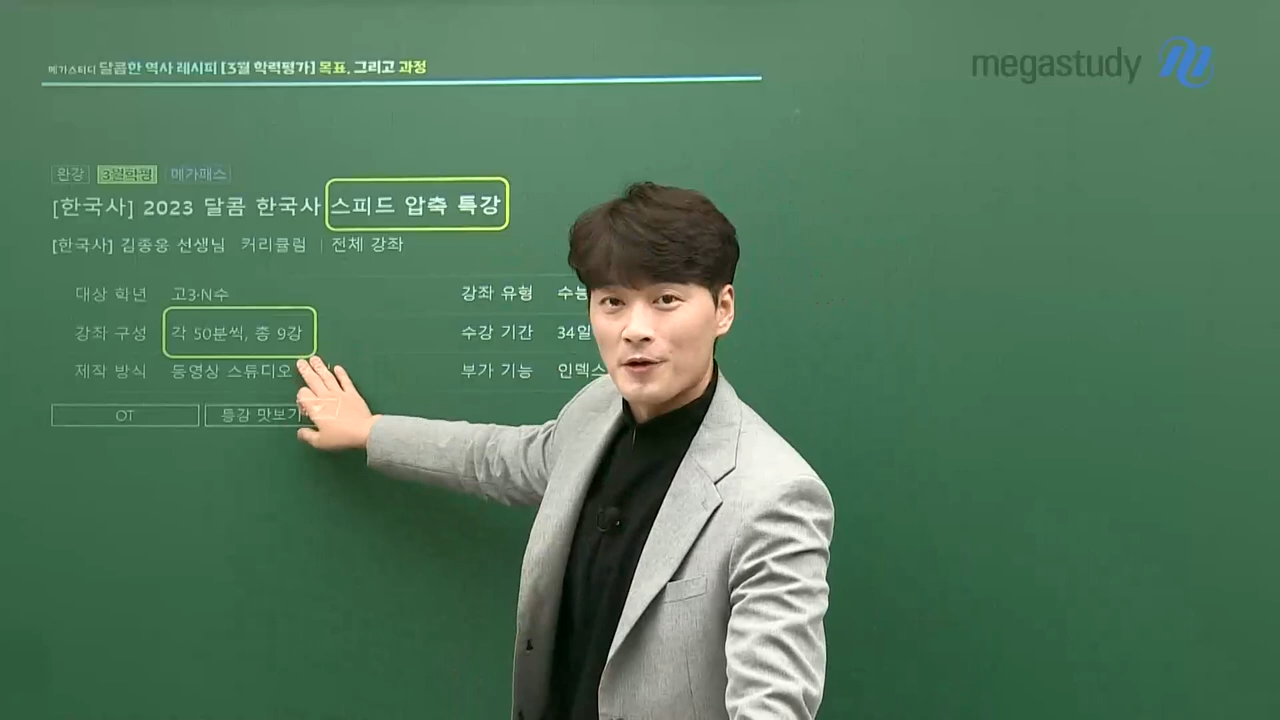 메가스터디 달콤한 역사 레시피 [3월 학력평가] 목표, 그리고 과정
megastudy
완강 3월학평 메가패스
[한국사] 2023 달콤 한국사 스피드 압축 특강
[한국사] 김종웅 선생님 커리큘럼 | 전체 강좌
대상 학년 고3·N수 강좌 유형 수능
강좌 구성 각 50분씩, 총 9강 수강 기간 34일
제작 방식 동영상 스튜디오 부가 기능 인덱스
OT 특강 맛보기